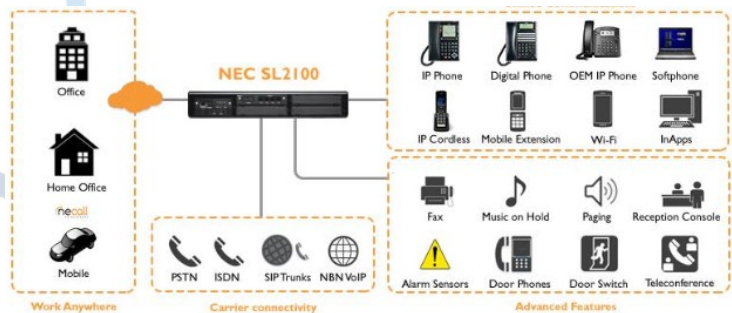 Office
Home Office
necall
Mobile
Work Anywhere
NEC SL2100
PSTN ISDN SIP Trunks NBN VoIP
Carrier connectivity
IP Phone Digital Phone OEM IP Phone Softphone
IP Cordless Mobile Extension Wi-Fi InApps
Fax Music on Hold Paging Reception Console
Alarm Sensors Door Phones Door Switch Teleconference
Advanced Features